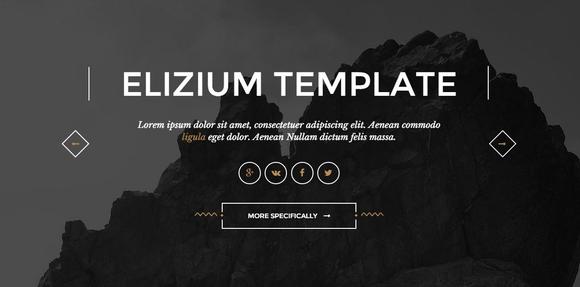 ELIZIUM TEMPLATE
Lorem ipsum dolor sit amet, consectetuer adipiscing elit. Aenean commodo
ligula eget dolor. Aenean Nullam dictum felis massa.
MORE SPECIFICALLY